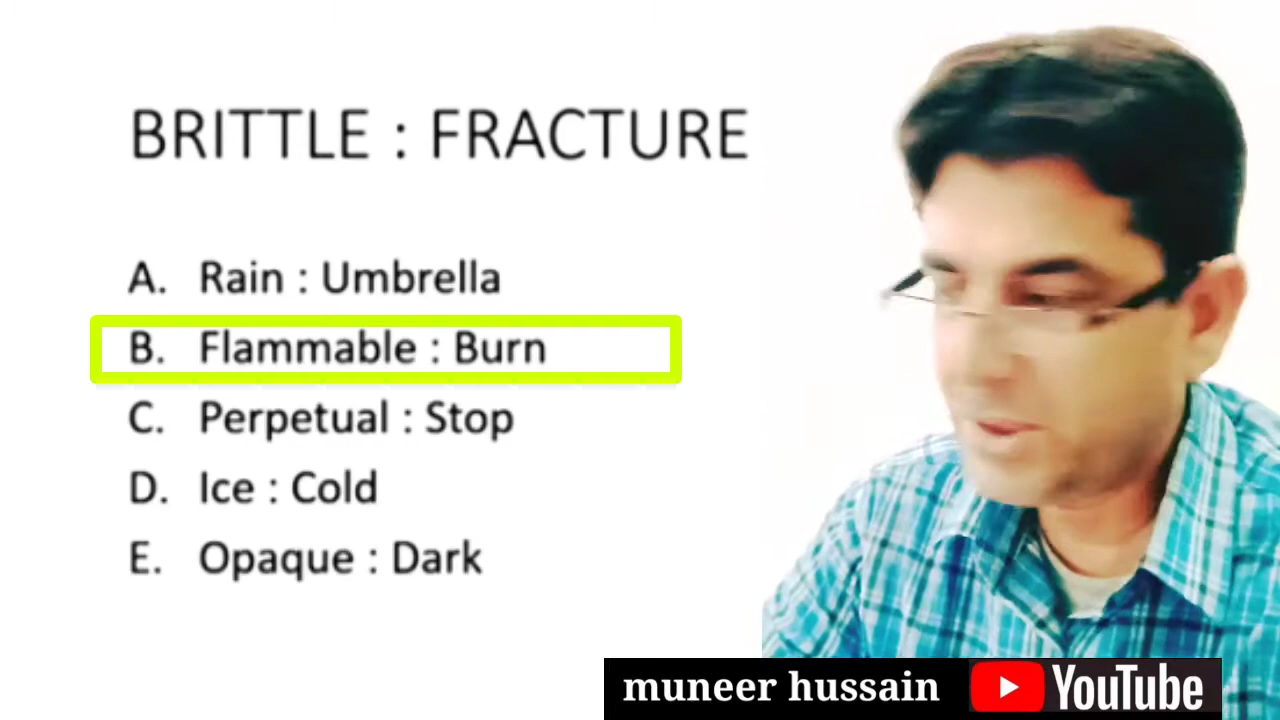 BRITTLE : FRACTURE
A. Rain : Umbrella
B. Flammable : Burn
C. Perpetual : Stop
D. Ice : Cold
E. Opaque : Dark
muneer hussain YouTube